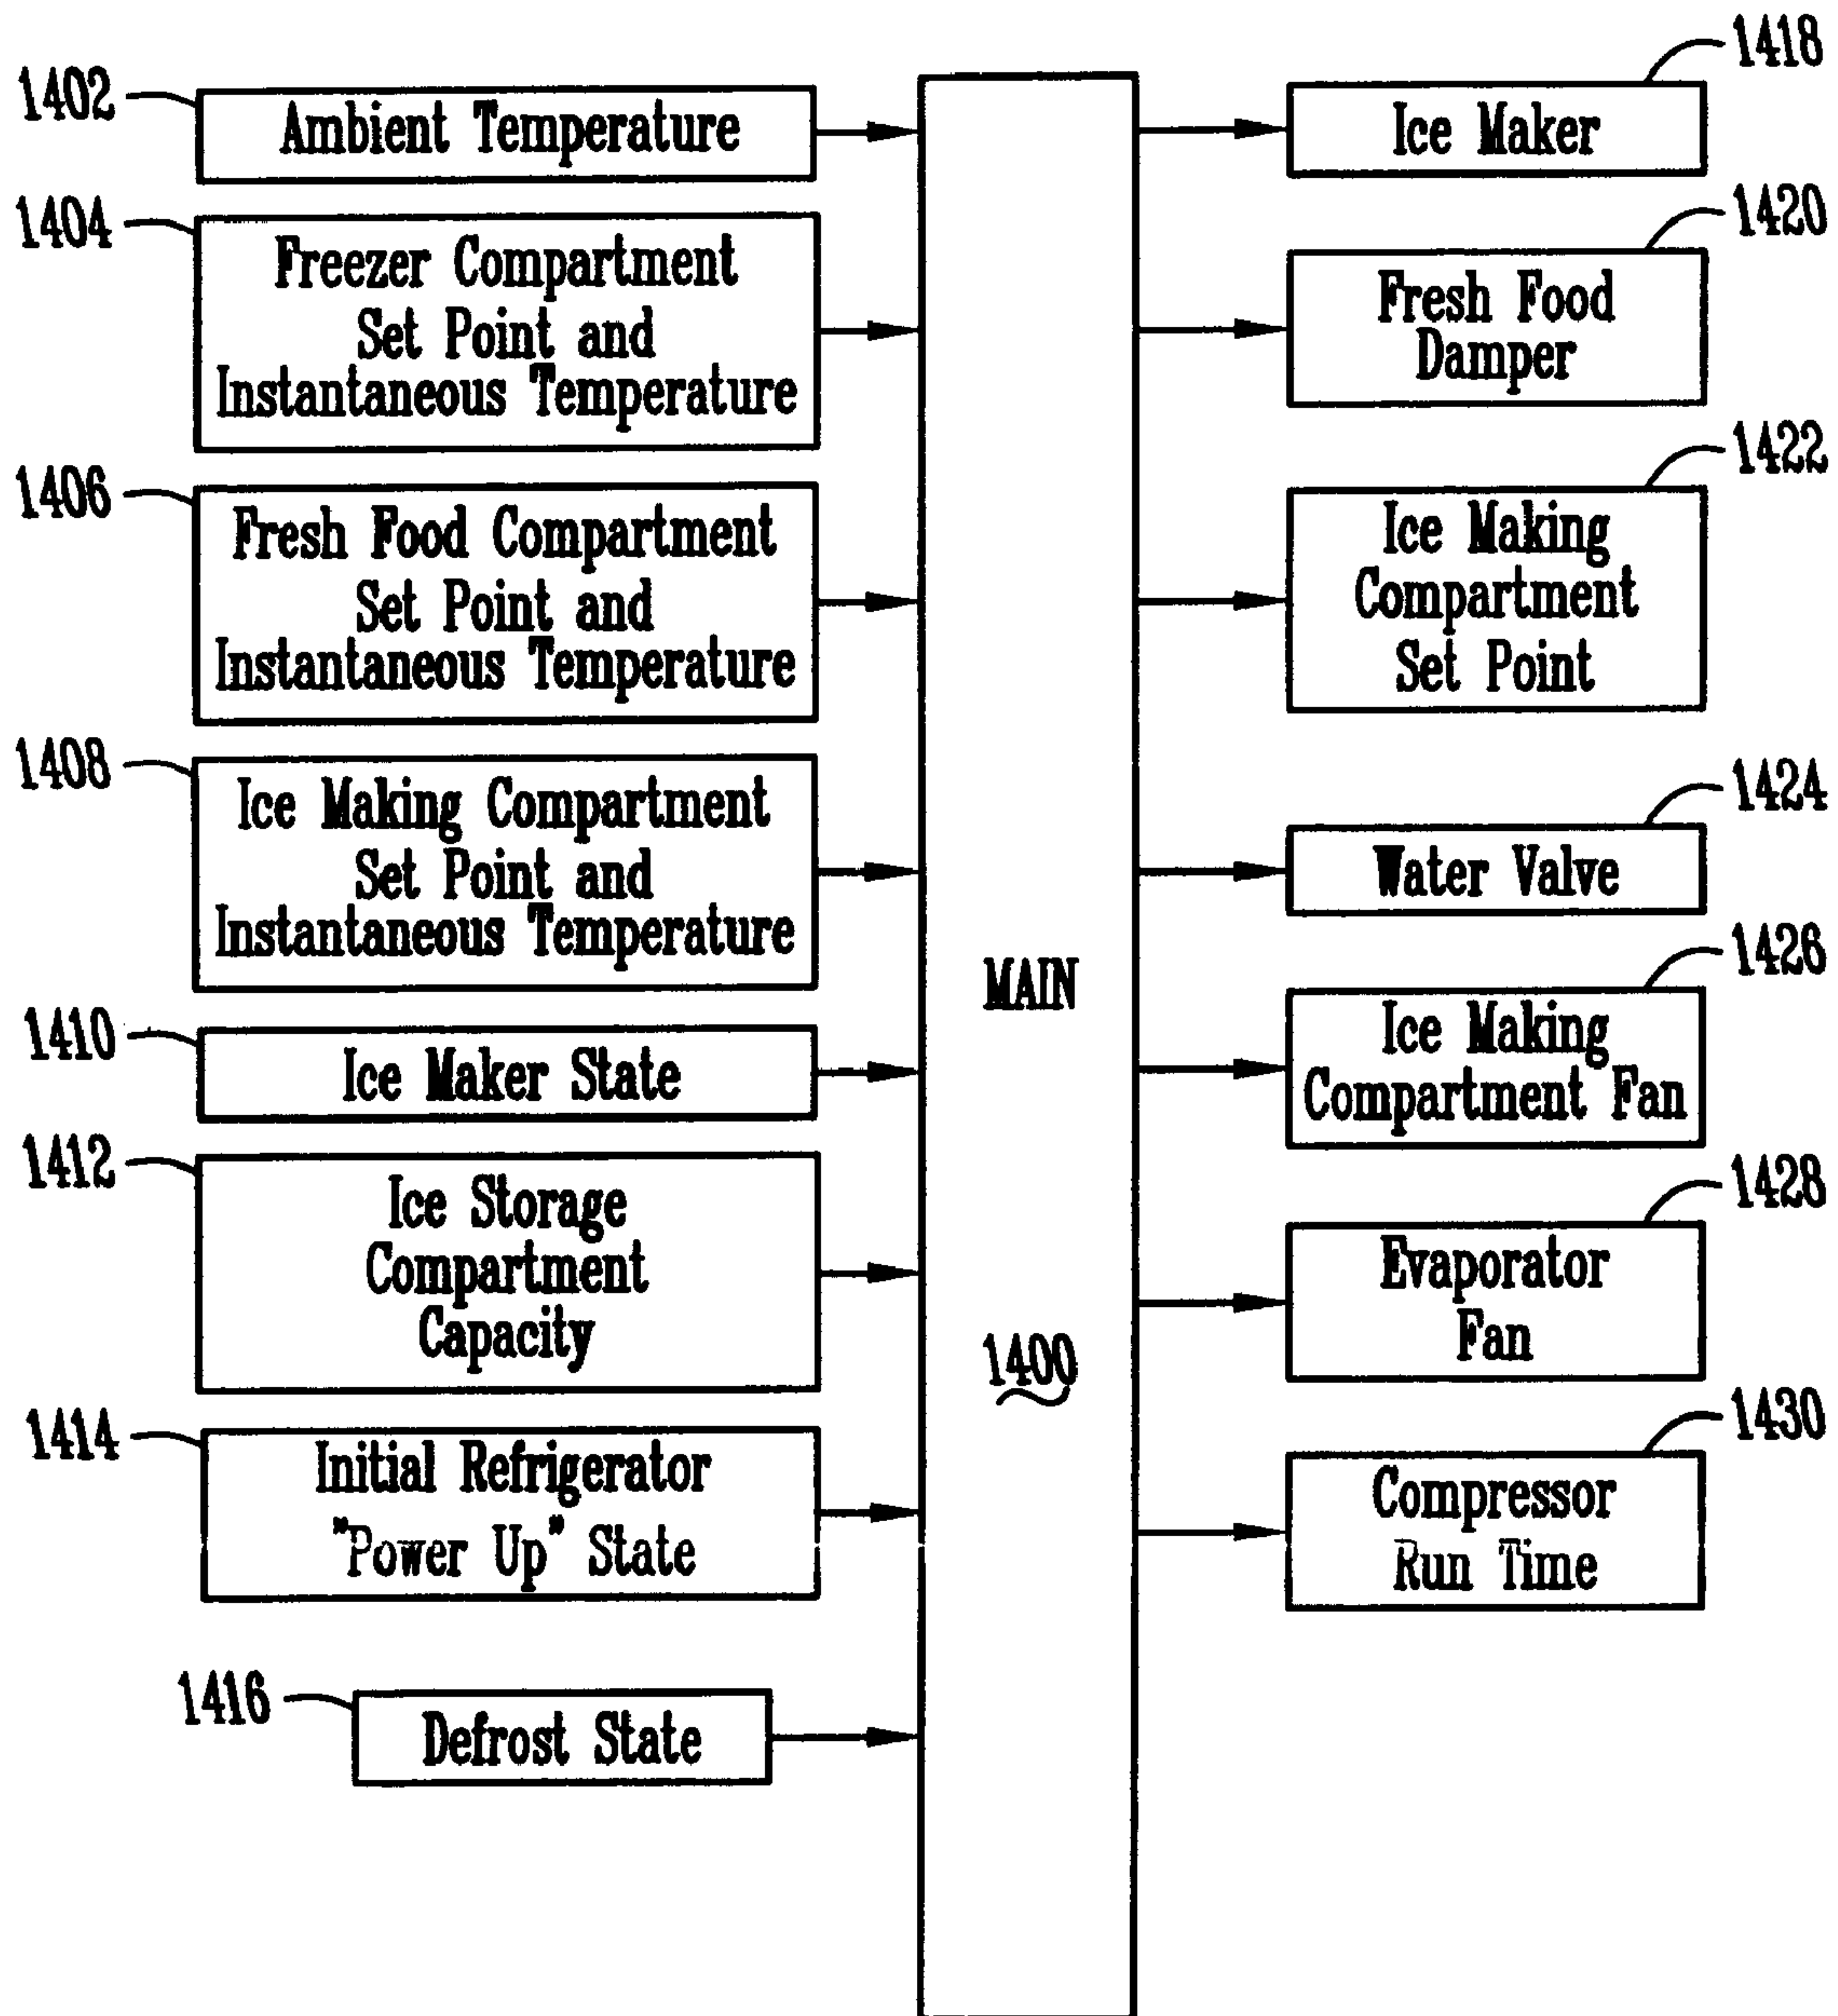 1402
Ambient Temperature
1404
Freezer Compartment
Set Point and
Instantaneous Temperature
1406
Fresh Food Compartment
Set Point and
Instantaneous Temperature
1408
Ice Making Compartment
Set Point and
Instantaneous Temperature
1410
Ice Maker State
1412
Ice Storage
Compartment
Capacity
1414
Initial Refrigerator
"Power Up" State
1416
Defrost State
MAIN
1400
1418
Ice Maker
1420
Fresh Food
Damper
1422
Ice Making
Compartment
Set Point
1424
Water Valve
1426
Ice Making
Compartment Fan
1428
Evaporator
Fan
1430
Compressor
Run Time